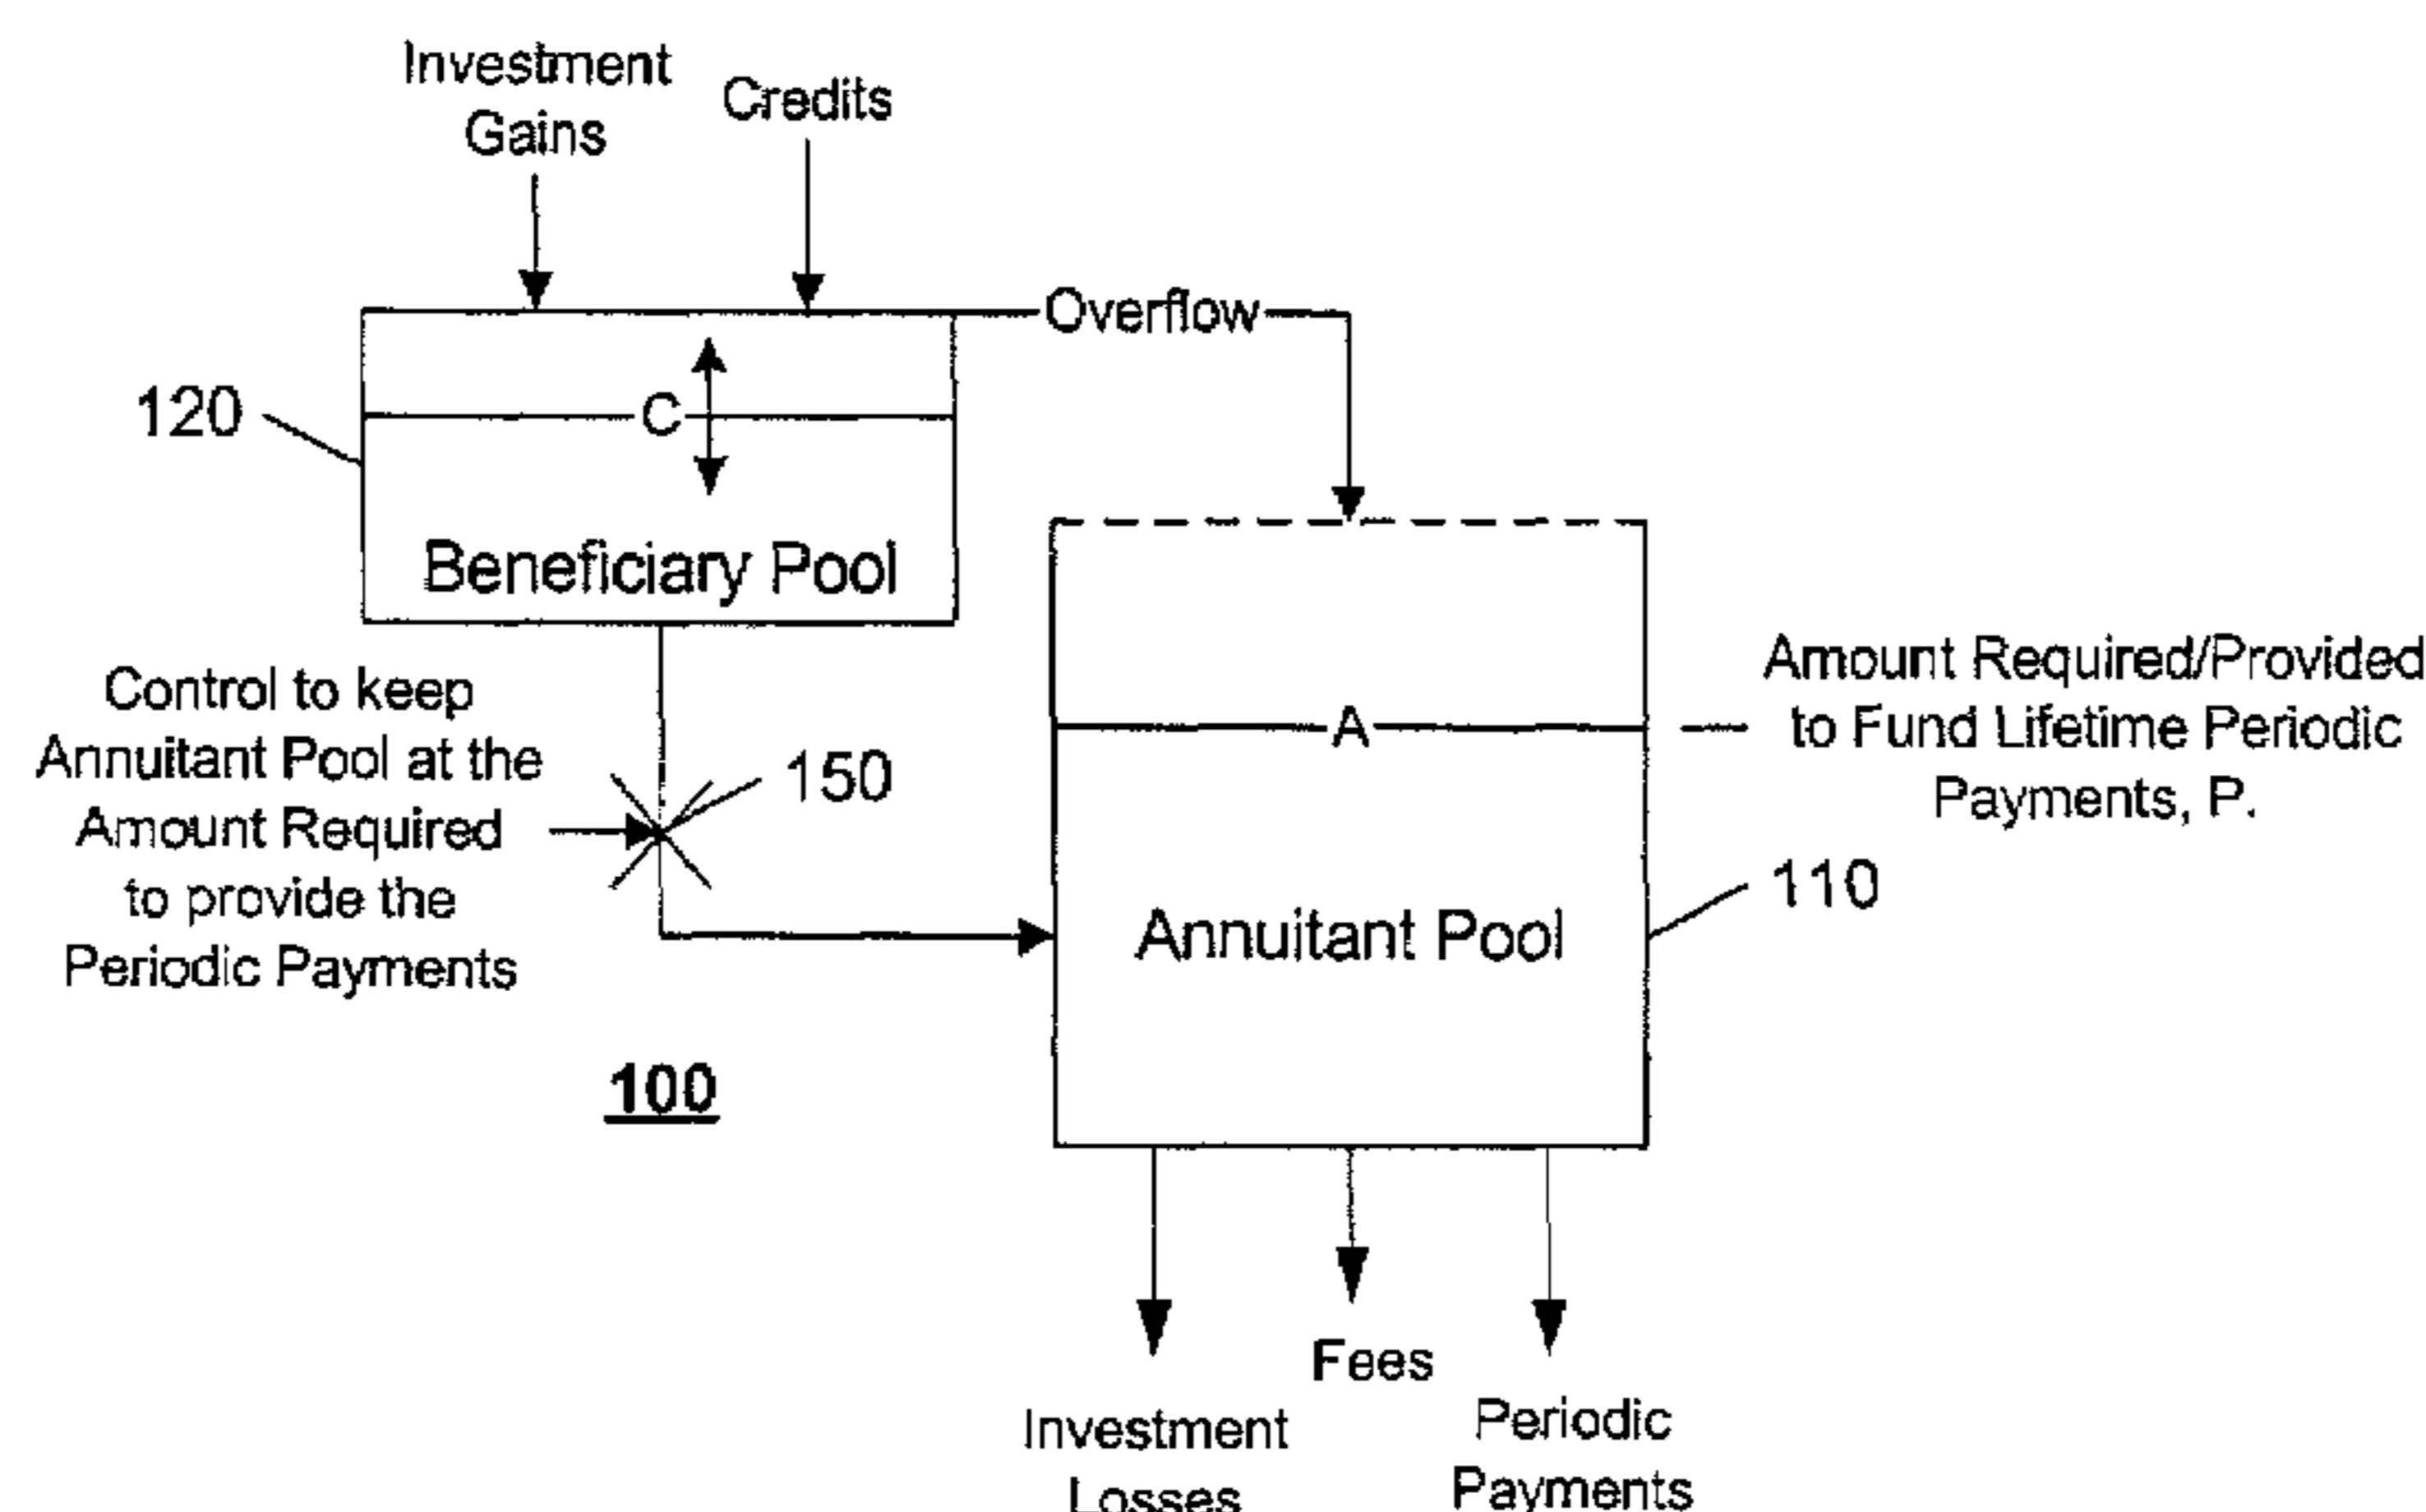 Investment
Gains
Credits
Overflow
120
C
Beneficiary Pool
Control to keep
Annuitant Pool at the
Amount Required
to provide the
Periodic Payments
150
A
Amount Required/Provided
to Fund Lifetime Periodic
Payments, P.
110
Annuitant Pool
100
Fees
Investment
Losses
Periodic
Payments